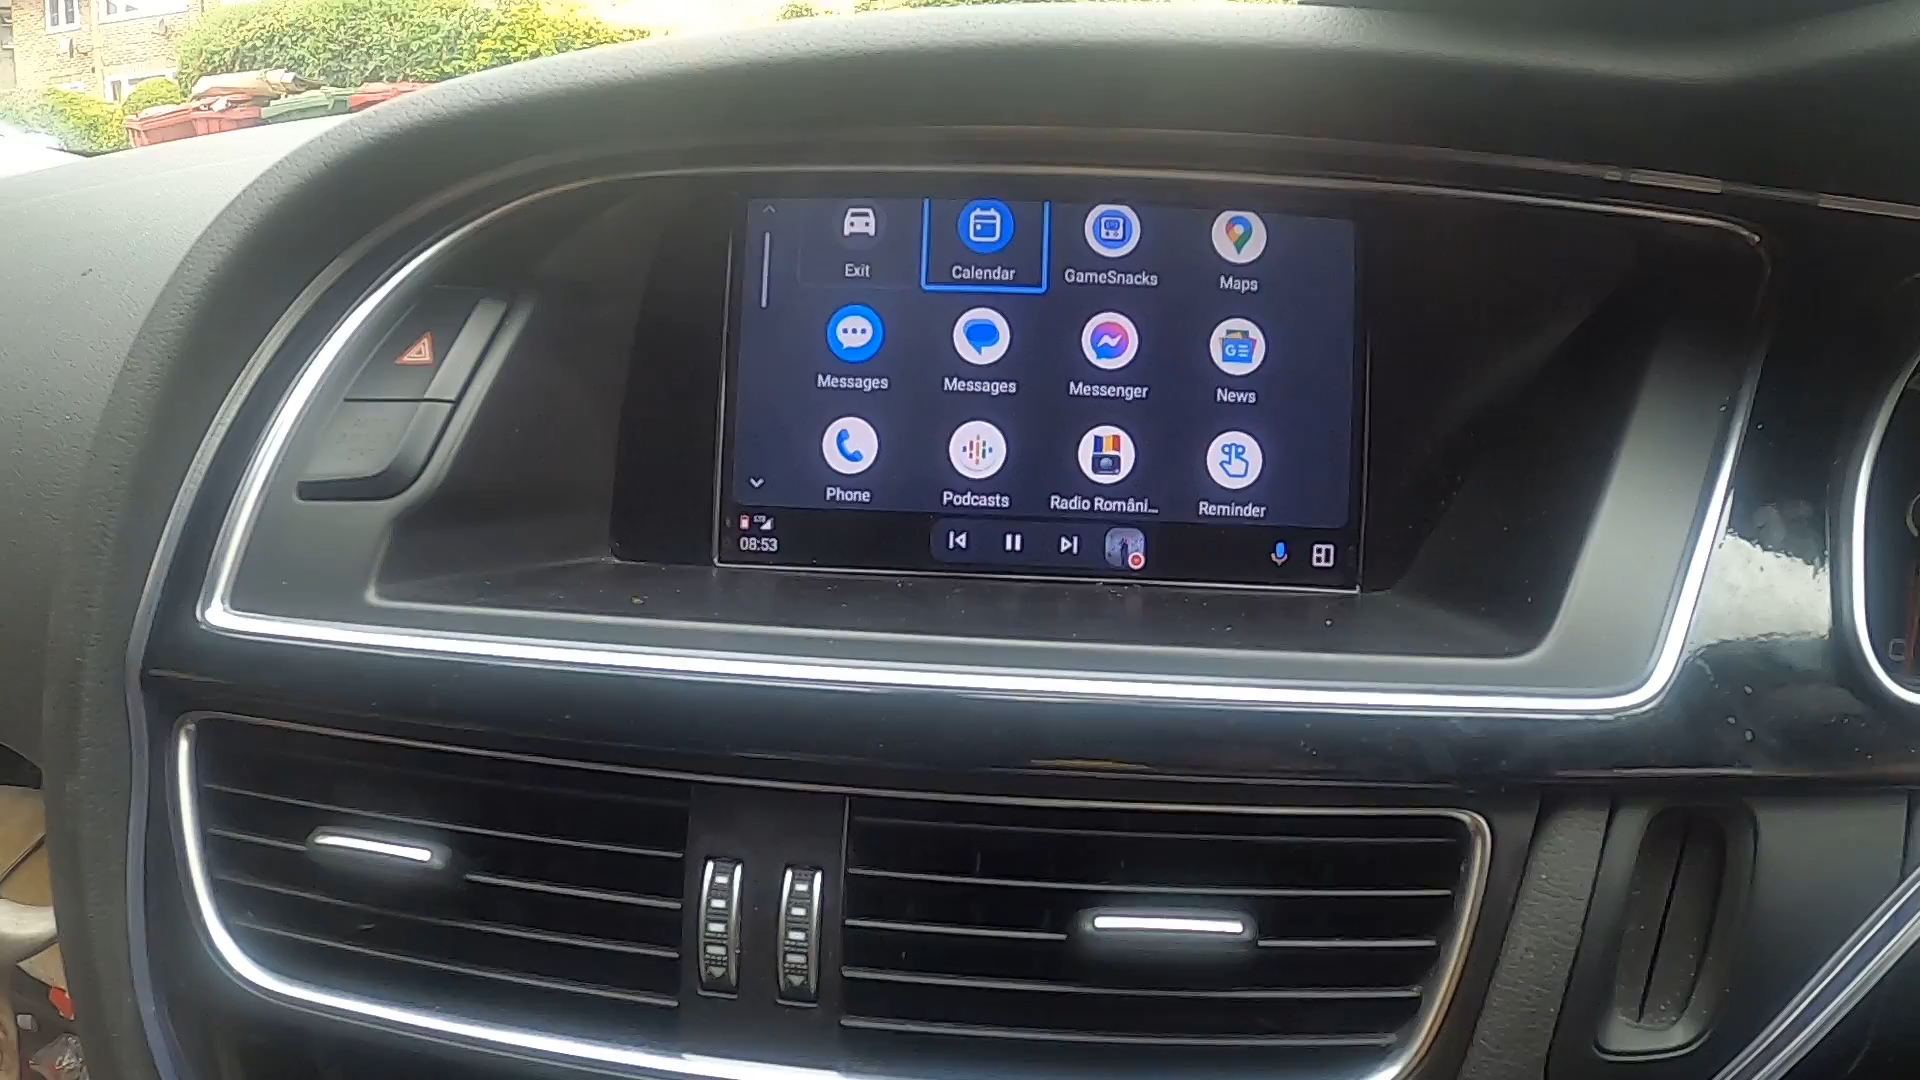 Exit Calendar GameSnacks Maps
Messages Messages Messenger News
Phone Podcasts Radio Români... Reminder
08:53